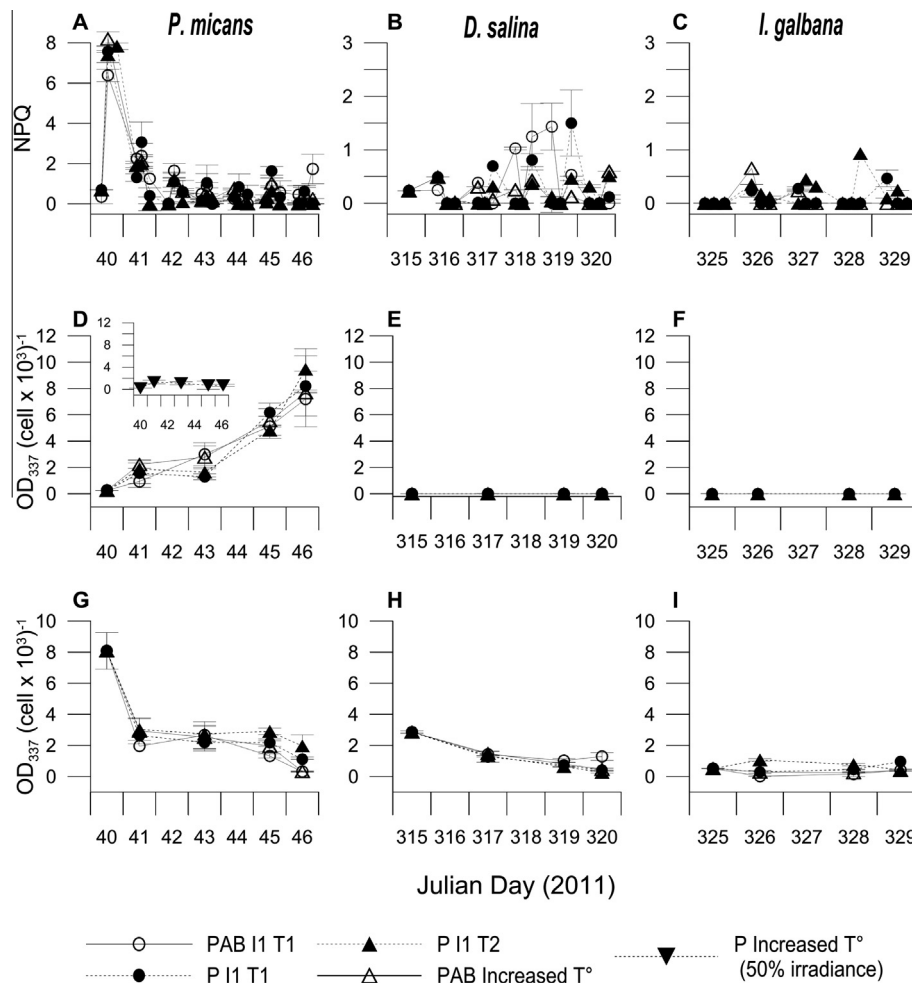 A P. micans B D. salina C I. galbana
8 3 3
6 2 2
4
2 1 1
0 0 0
NPQ
40 41 42 43 44 45 46 315 316 317 318 319 320 325 326 327 328 329
D E F
12 12 12
10 10 10
8 8 8
6 6 6
4 4 4
2 2 2
0 0 0
12
8
4
0
40 42 44 46
OD337 (cell x 10³)⁻¹
40 41 43 44 45 46 315 316 317 318 319 320 325 326 327 328 329
G H I
10 10 10
8 8 8
6 6 6
4 4 4
2 2 2
0 0 0
OD337 (cell x 10³)⁻¹
40 41 42 43 44 45 46 315 316 317 318 319 320 325 326 327 328 329
Julian Day (2011)
PAB I1 T1 P I1 T2 P Increased T°
P I1 T1 PAB Increased T° (50% irradiance)